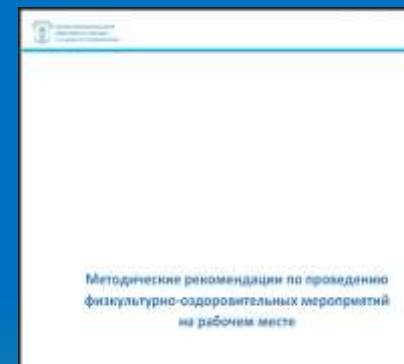 Методические рекомендации по проведению
физкультурно-оздоровительных мероприятий
на рабочем месте